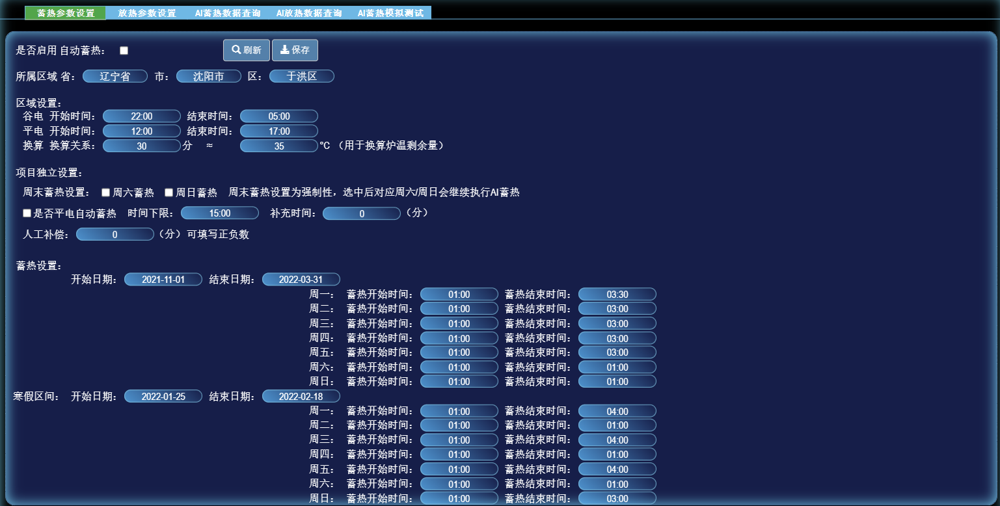 蓄热参数设置 放热参数设置 AI蓄热数据查询 AI放热数据查询 AI蓄热模拟测试
是否启用 自动蓄热： 刷新 保存
所属区域 省： 辽宁省 市： 沈阳市 区： 于洪区
区域设置：
谷电 开始时间： 22:00 结束时间： 05:00
平电 开始时间： 12:00 结束时间： 17:00
换算 换算关系： 30 分 ≈ 35 ℃ （用于换算炉温剩余量）
项目独立设置：
周末蓄热设置： 周六蓄热 周日蓄热 周末蓄热设置为强制性，选中后对应周六/周日会继续执行AI蓄热
是否平电自动蓄热 时间下限： 15:00 补充时间： 0 （分）
人工补偿： 0 （分）可填写正负数
蓄热设置：
开始日期： 2021-11-01 结束日期： 2022-03-31
周一： 蓄热开始时间： 01:00 蓄热结束时间： 03:30
周二： 蓄热开始时间： 01:00 蓄热结束时间： 03:00
周三： 蓄热开始时间： 01:00 蓄热结束时间： 03:00
周四： 蓄热开始时间： 01:00 蓄热结束时间： 03:00
周五： 蓄热开始时间： 01:00 蓄热结束时间： 03:00
周六： 蓄热开始时间： 01:00 蓄热结束时间： 01:00
周日： 蓄热开始时间： 01:00 蓄热结束时间： 01:00
寒假区间： 开始日期： 2022-01-25 结束日期： 2022-02-18
周一： 蓄热开始时间： 01:00 蓄热结束时间： 04:00
周二： 蓄热开始时间： 01:00 蓄热结束时间： 01:00
周三： 蓄热开始时间： 01:00 蓄热结束时间： 04:00
周四： 蓄热开始时间： 01:00 蓄热结束时间： 01:00
周五： 蓄热开始时间： 01:00 蓄热结束时间： 04:00
周六： 蓄热开始时间： 01:00 蓄热结束时间： 01:00
周日： 蓄热开始时间： 01:00 蓄热结束时间： 03:00